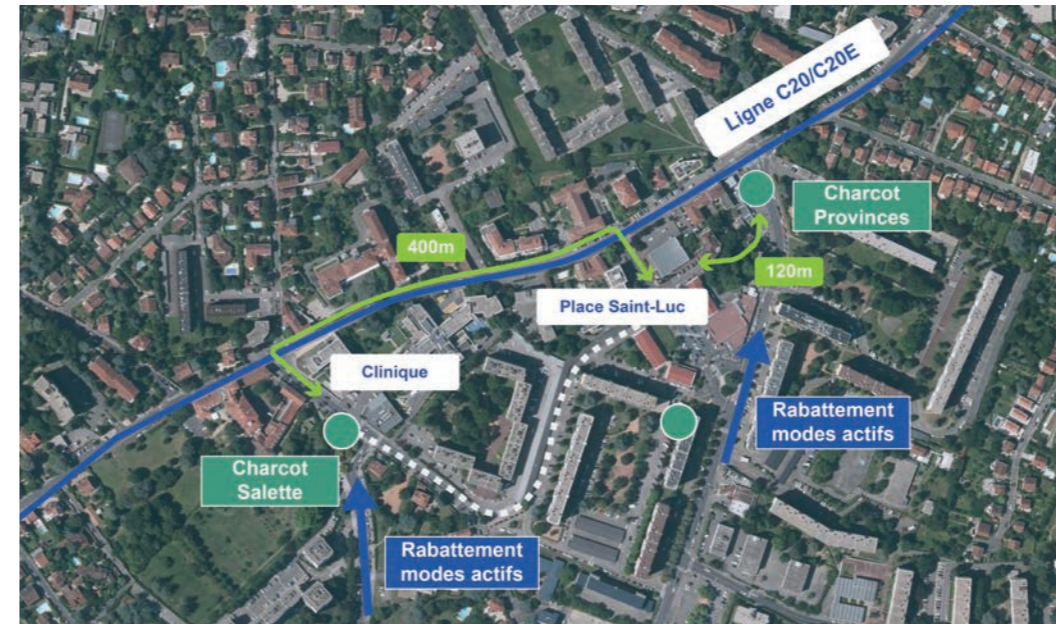 Ligne C20/C20E
Charcot
Provinces
400m
120m
Place Saint-Luc
Clinique
Rabattement
modes actifs
Charcot
Salette
Rabattement
modes actifs